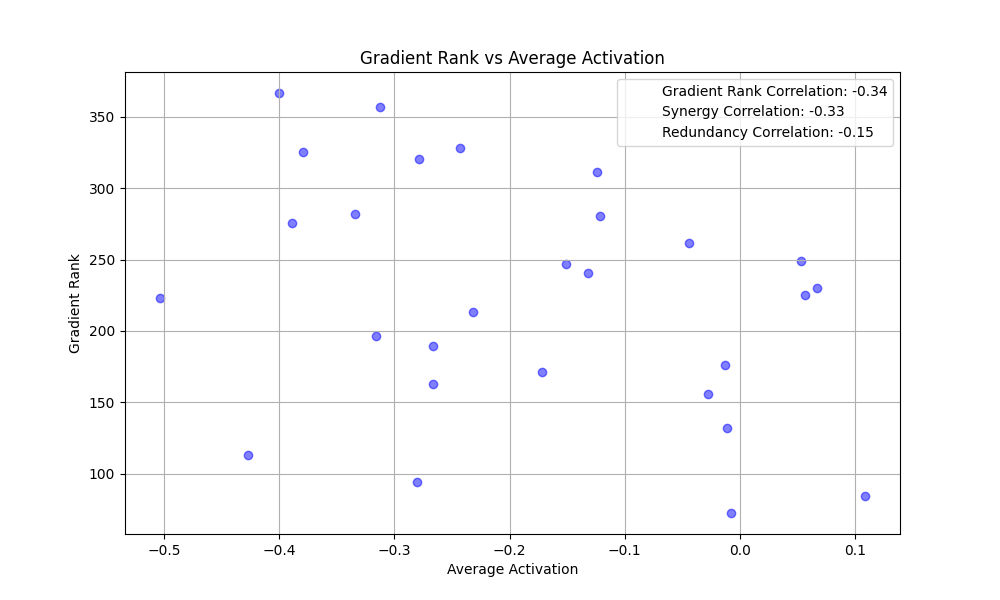 Gradient Rank vs Average Activation
Gradient Rank Correlation: -0.34
Synergy Correlation: -0.33
Redundancy Correlation: -0.15
Gradient Rank
350
300
250
200
150
100
−0.5
−0.4
−0.3
−0.2
−0.1
0.0
0.1
Average Activation